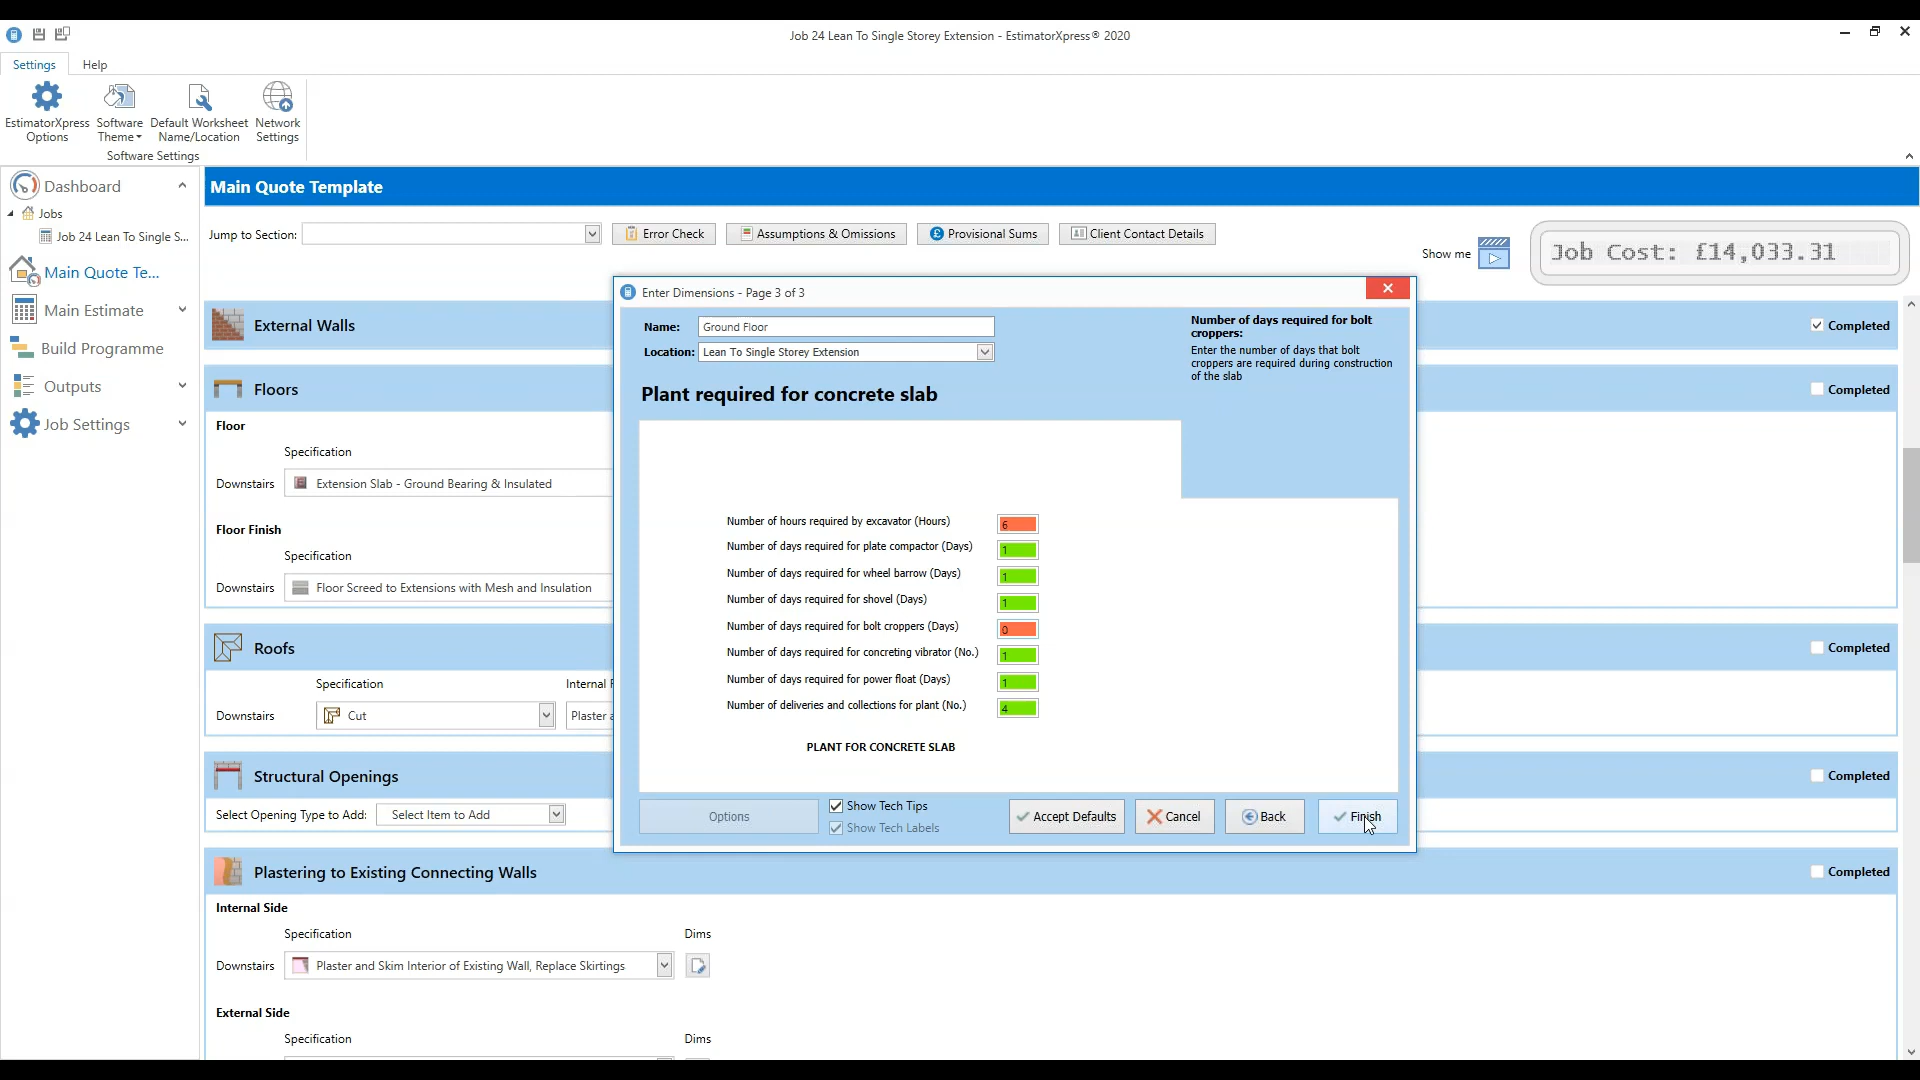 Job 24 Lean To Single Storey Extension - EstimatorXpress® 2020
Settings
Help
EstimatorXpress Options
Software Theme
Default Worksheet Name/Location
Network Settings
Software Settings
Dashboard
Jobs
Job 24 Lean To Single S...
Main Quote Te...
Main Estimate
Build Programme
Outputs
Job Settings
Main Quote Template
Jump to Section:
Error Check
Assumptions & Omissions
Provisional Sums
Client Contact Details
Show me
Job Cost: £14,033.31
External Walls
Completed
Floors
Completed
Floor
Specification
Downstairs
Extension Slab - Ground Bearing & Insulated
Floor Finish
Specification
Downstairs
Floor Screed to Extensions with Mesh and Insulation
Roofs
Completed
Specification
Internal
Downstairs
Cut
Plaster
Structural Openings
Completed
Select Opening Type to Add:
Select Item to Add
Plastering to Existing Connecting Walls
Completed
Internal Side
Specification
Dims
Downstairs
Plaster and Skim Interior of Existing Wall, Replace Skirtings
External Side
Specification
Dims
Enter Dimensions - Page 3 of 3
Name:
Ground Floor
Location:
Lean To Single Storey Extension
Number of days required for bolt
croppers:
Enter the number of days that bolt
croppers are required during construction
of the slab
Plant required for concrete slab
Number of hours required by excavator (Hours) 6
Number of days required for plate compactor (Days) 1
Number of days required for wheel barrow (Days) 1
Number of days required for shovel (Days) 1
Number of days required for bolt croppers (Days) 0
Number of days required for concreting vibrator (No.) 1
Number of days required for power float (Days) 1
Number of deliveries and collections for plant (No.) 4
PLANT FOR CONCRETE SLAB
Options
Show Tech Tips
Show Tech Labels
Accept Defaults
Cancel
Back
Finish